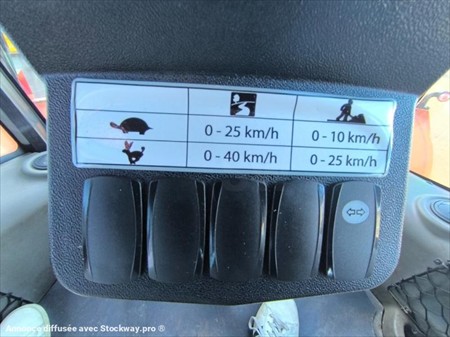 0 - 25 km/h 0 - 10 km/h
0 - 40 km/h 0 - 25 km/h
Annonce diffusée avec Stockway.pro ®